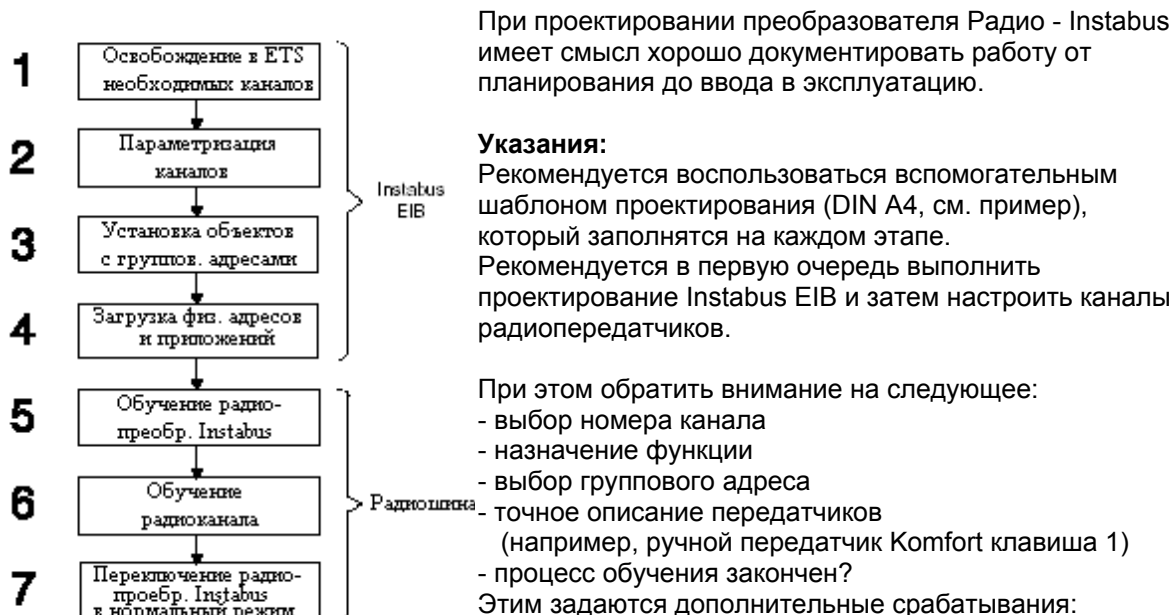 1
Освобождение в ETS
необходимых каналов
2
Параметризация
каналов
3
Установка объектов
с группов. адресами
4
Загрузка физ. адресов
и приложений
Instabus
EIB
5
Обучение радио-
преобр. Instabus
6
Обучение
радиоканала
7
Переключение радио-
проебр. Instabus
в нормальный режим
Радиошина
При проектировании преобразователя Радио - Instabus
имеет смысл хорошо документировать работу от
планирования до ввода в эксплуатацию.
Указания:
Рекомендуется воспользоваться вспомогательным
шаблоном проектирования (DIN A4, см. пример),
который заполнятся на каждом этапе.
Рекомендуется в первую очередь выполнить
проектирование Instabus EIB и затем настроить каналы
радиопередатчиков.
При этом обратить внимание на следующее:
- выбор номера канала
- назначение функции
- выбор группового адреса
- точное описание передатчиков
(например, ручной передатчик Komfort клавиша 1)
- процесс обучения закончен?
Этим задаются дополнительные срабатывания: